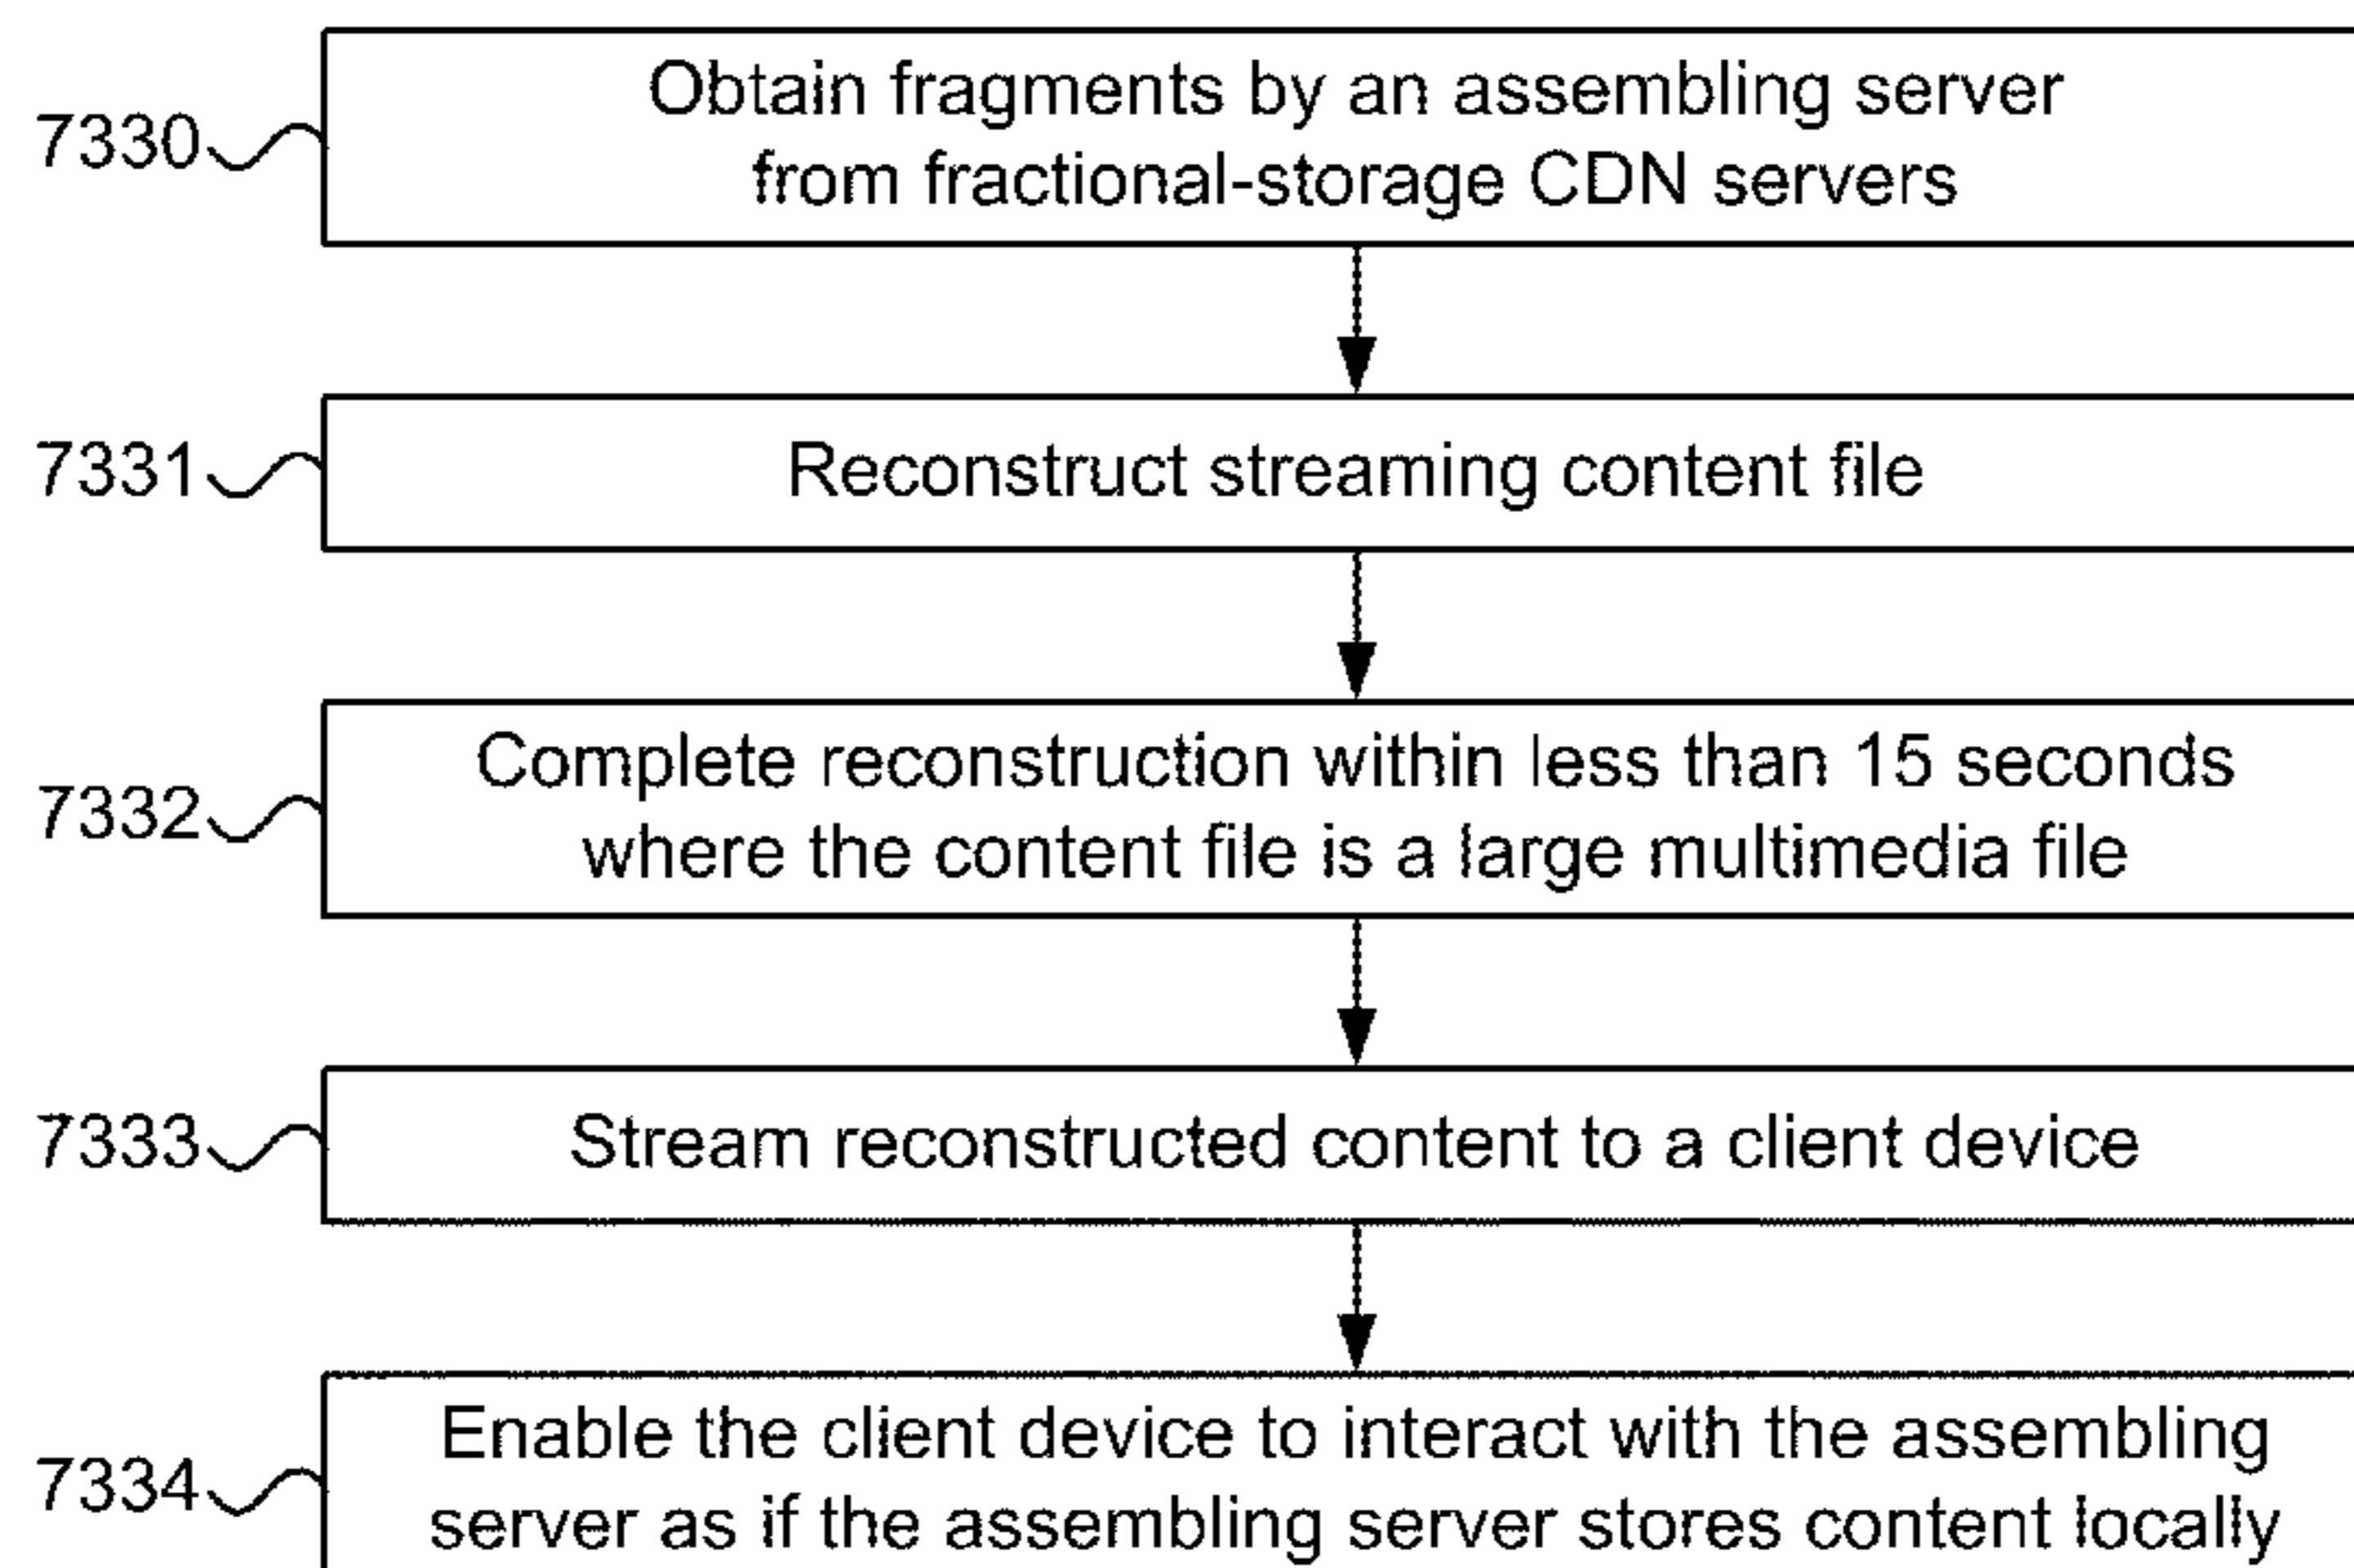 Obtain fragments by an assembling server
7330
from fractional-storage CDN servers
7331
Reconstruct streaming content file
Complete reconstruction within less than 15 seconds
7332
where the content file is a large multimedia file
7333
Stream reconstructed content to a client device
Enable the client device to interact with the assembling
7334
server as if the assembling server stores content locally